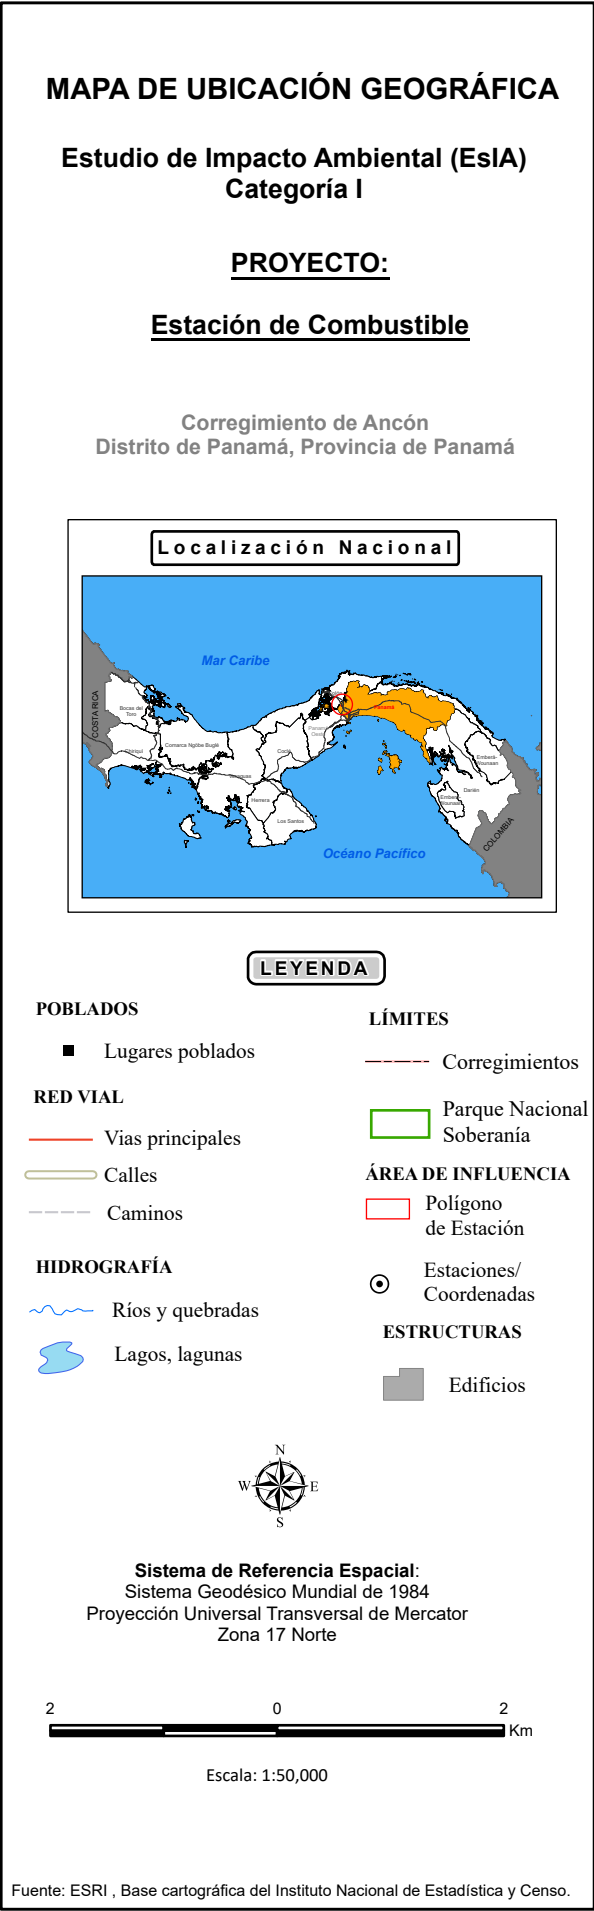 MAPA DE UBICACIÓN GEOGRÁFICA
Estudio de Impacto Ambiental (EsIA)
Categoría I
PROYECTO:
Estación de Combustible
Corregimiento de Ancón
Distrito de Panamá, Provincia de Panamá
Localización Nacional
Mar Caribe
COSTA RICA
Bocas del
Toro
Chiriquí
Comarca Ngöbe Buglé
Veraguas
Coclé
Herrera
Los Santos
Panamá
Oeste
Panamá
Emberá-
Wounaan
Darién
Emberá-
Wounaan
COLOMBIA
Océano Pacífico
LEYENDA
POBLADOS
Lugares poblados
RED VIAL
Vias principales
Calles
Caminos
HIDROGRAFÍA
Ríos y quebradas
Lagos, lagunas
LÍMITES
Corregimientos
Parque Nacional
Soberanía
ÁREA DE INFLUENCIA
Polígono
de Estación
Estaciones/
Coordenadas
ESTRUCTURAS
Edificios
N
W
E
S
Sistema de Referencia Espacial:
Sistema Geodésico Mundial de 1984
Proyección Universal Transversal de Mercator
Zona 17 Norte
2 0 2
Km
Escala: 1:50,000
Fuente: ESRI , Base cartográfica del Instituto Nacional de Estadística y Censo.